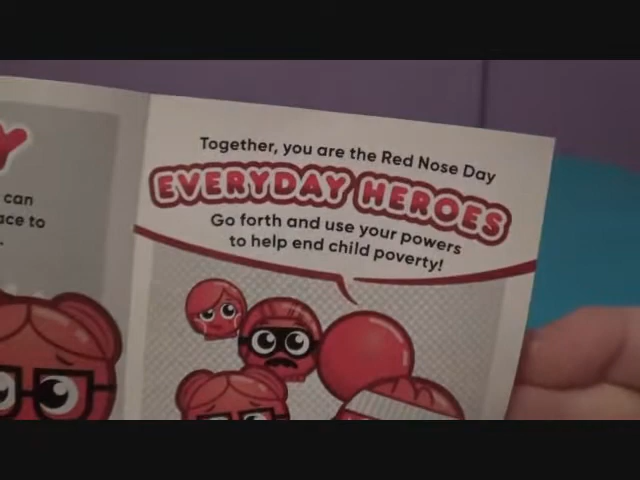 Y
can
ace to
Together, you are the Red Nose Day
EVERYDAY HEROES
Go forth and use your powers
to help end child poverty!